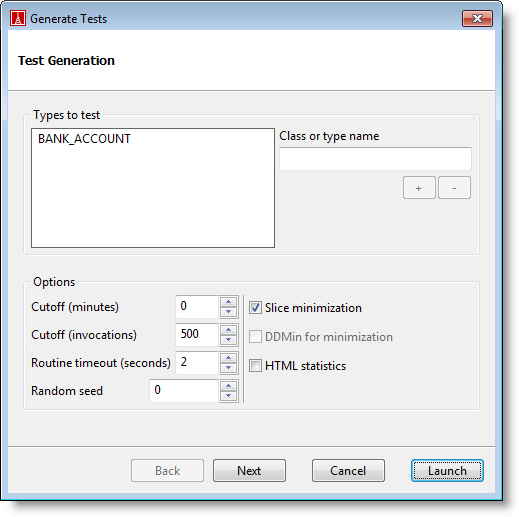 Generate Tests
Test Generation
Types to test
BANK_ACCOUNT
Class or type name
+ -
Options
Cutoff (minutes) 0
Slice minimization
Cutoff (invocations) 500
DDMin for minimization
Routine timeout (seconds) 2
HTML statistics
Random seed 0
Back Next Cancel Launch